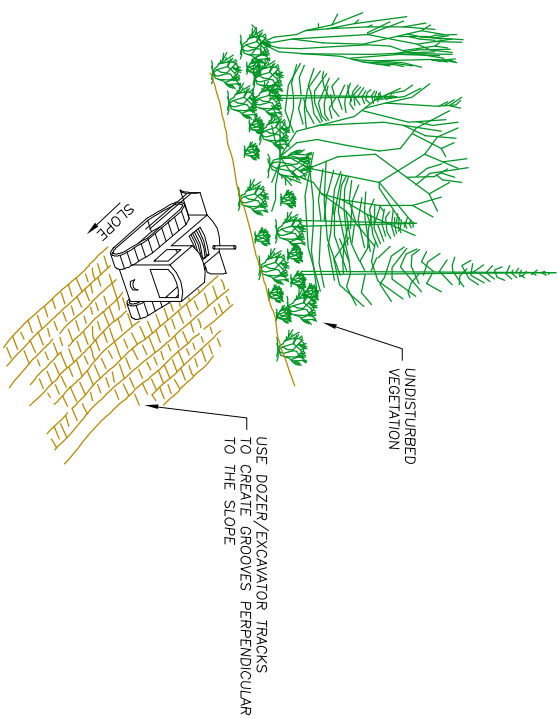 UNDISTURBED
VEGETATION
SLOPE
USE DOZER/EXCAVATOR TRACKS
TO CREATE GROOVES PERPENDICULAR
TO THE SLOPE